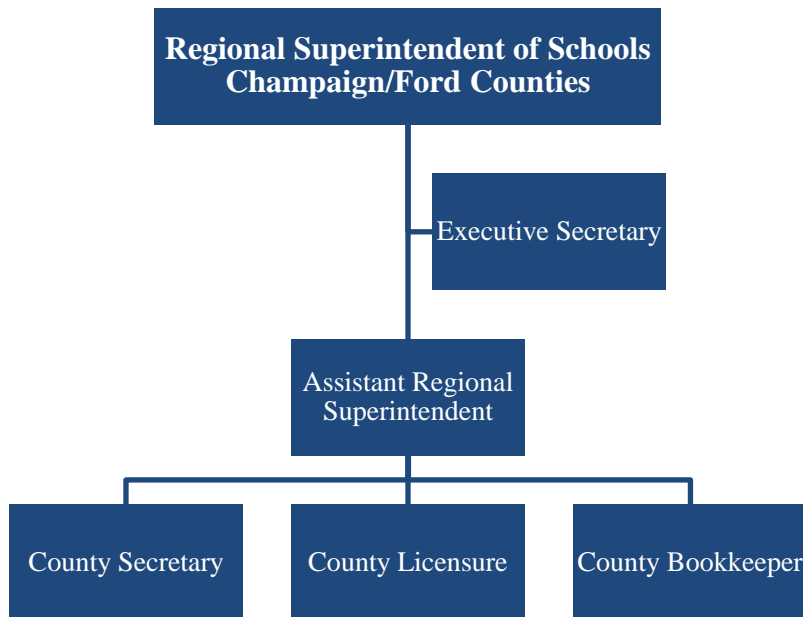 Regional Superintendent of Schools
Champaign/Ford Counties
Executive Secretary
Assistant Regional
Superintendent
County Secretary
County Licensure
County Bookkeeper